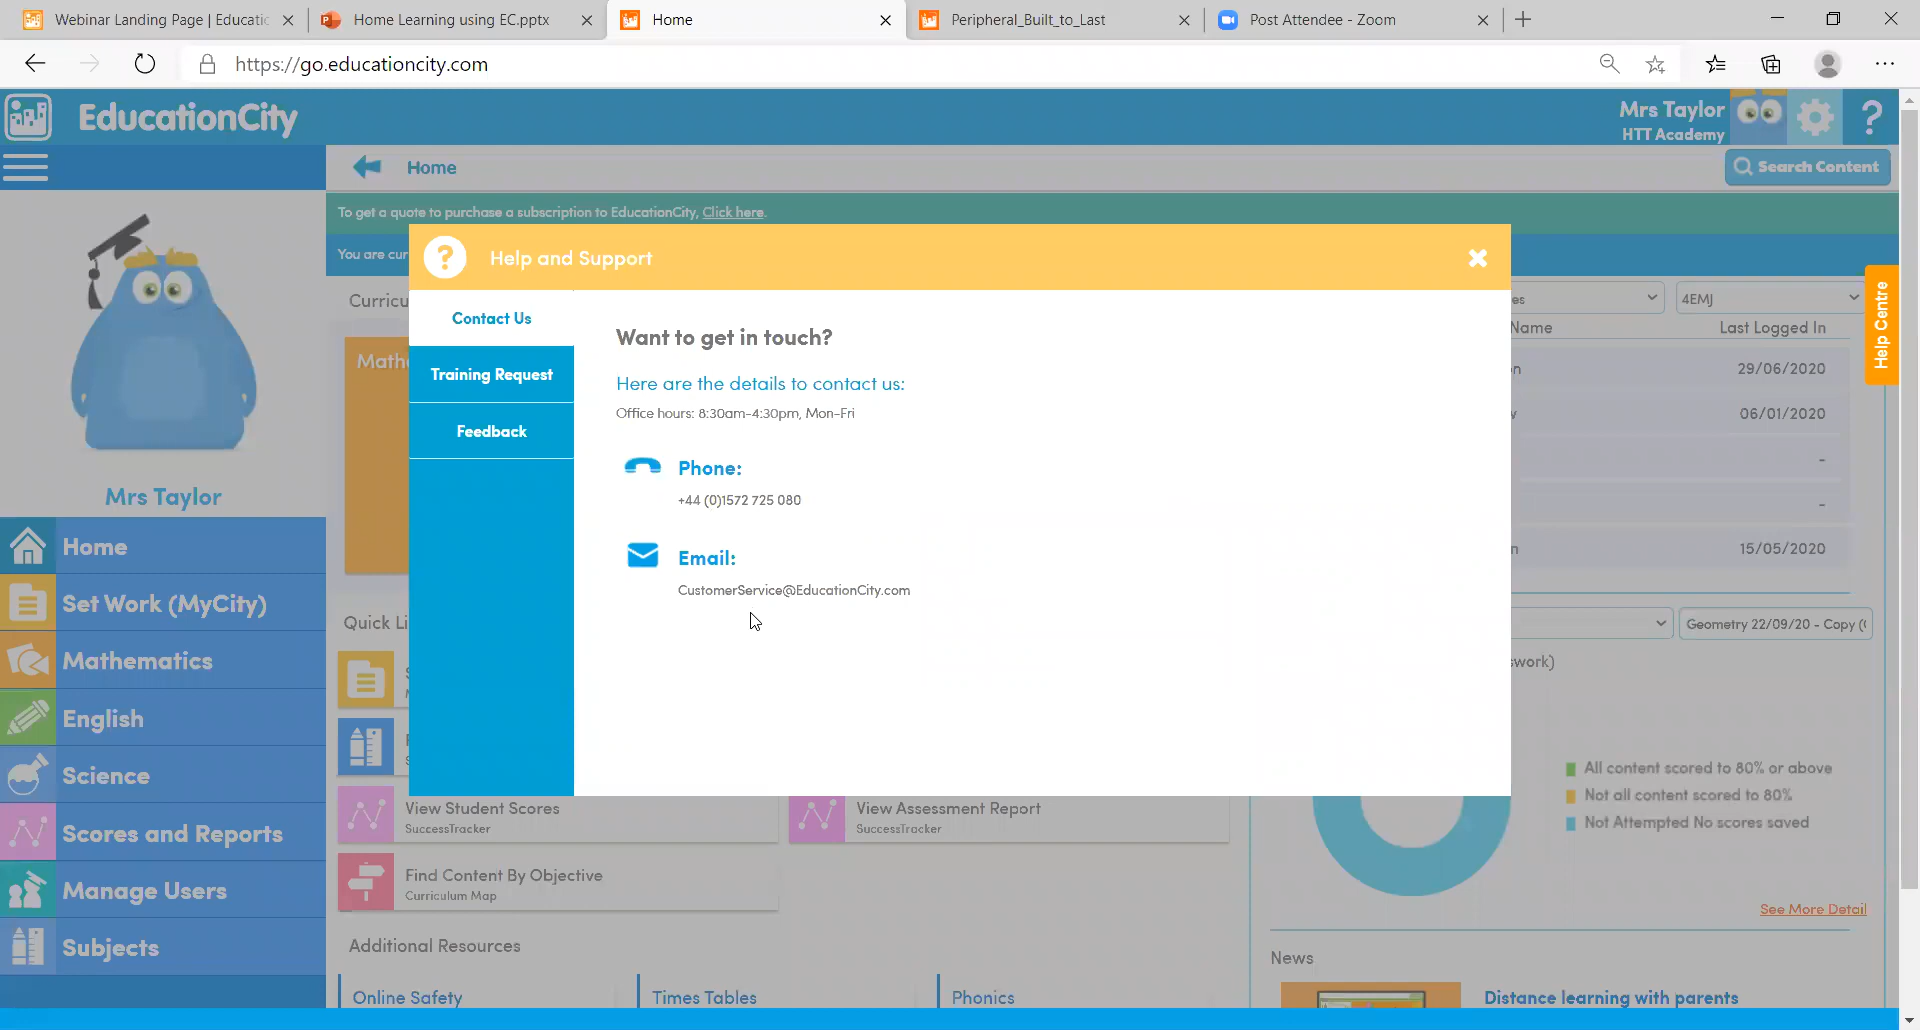 Webinar Landing Page | Educatio
Home Learning using EC.pptx
Home
Peripheral_Built_to_Last
Post Attendee - Zoom
https://go.educationcity.com
EducationCity
Mrs Taylor
HTT Academy
?
Home
Search Content
To get a quote to purchase a subscription to EducationCity, Click here.
You are cur
? Help and Support
Contact Us
Training Request
Feedback
Want to get in touch?
Here are the details to contact us:
Office hours: 8:30am-4:30pm, Mon-Fri
Phone:
+44 (0)1572 725 080
Email:
CustomerService@EducationCity.com
Mrs Taylor
Home
Set Work (MyCity)
Mathematics
English
Science
Scores and Reports
Manage Users
Subjects
Curricu
Mathe
Quick Li
View Student Scores
SuccessTracker
View Assessment Report
SuccessTracker
Find Content By Objective
Curriculum Map
Additional Resources
Online Safety
Times Tables
Phonics
es
4EMJ
Name
Last Logged In
n
29/06/2020
y
06/01/2020
-
-
n
15/05/2020
Help Centre
Geometry 22/09/20 - Copy (
swork)
All content scored to 80% or above
Not all content scored to 80%
Not Attempted No scores saved
See More Detail
News
Distance learning with parents